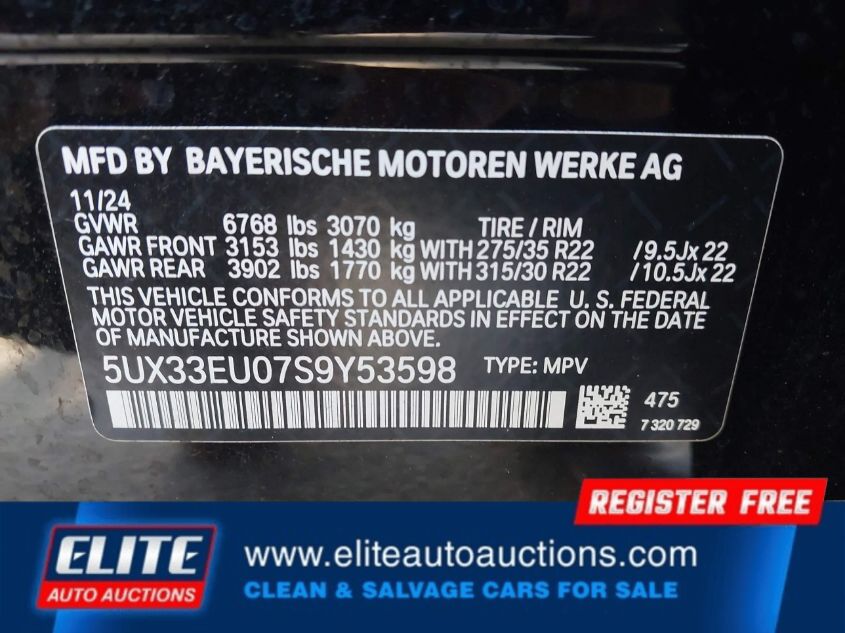 MFD BY BAYERISCHE MOTOREN WERKE AG
11/24
GVWR 6768 lbs 3070 kg TIRE / RIM
GAWR FRONT 3153 lbs 1430 kg WITH 275/35 R22 /9.5Jx22
GAWR REAR 3902 lbs 1770 kg WITH 315/30 R22 /10.5Jx22
THIS VEHICLE CONFORMS TO ALL APPLICABLE U. S. FEDERAL
MOTOR VEHICLE SAFETY STANDARDS IN EFFECT ON THE DATE
OF MANUFACTURE SHOWN ABOVE.
5UX33EU07S9Y53598 TYPE: MPV
475
7 320 729
REGISTER FREE
ELITE
AUTO AUCTIONS
www.eliteautoauctions.com
CLEAN & SALVAGE CARS FOR SALE